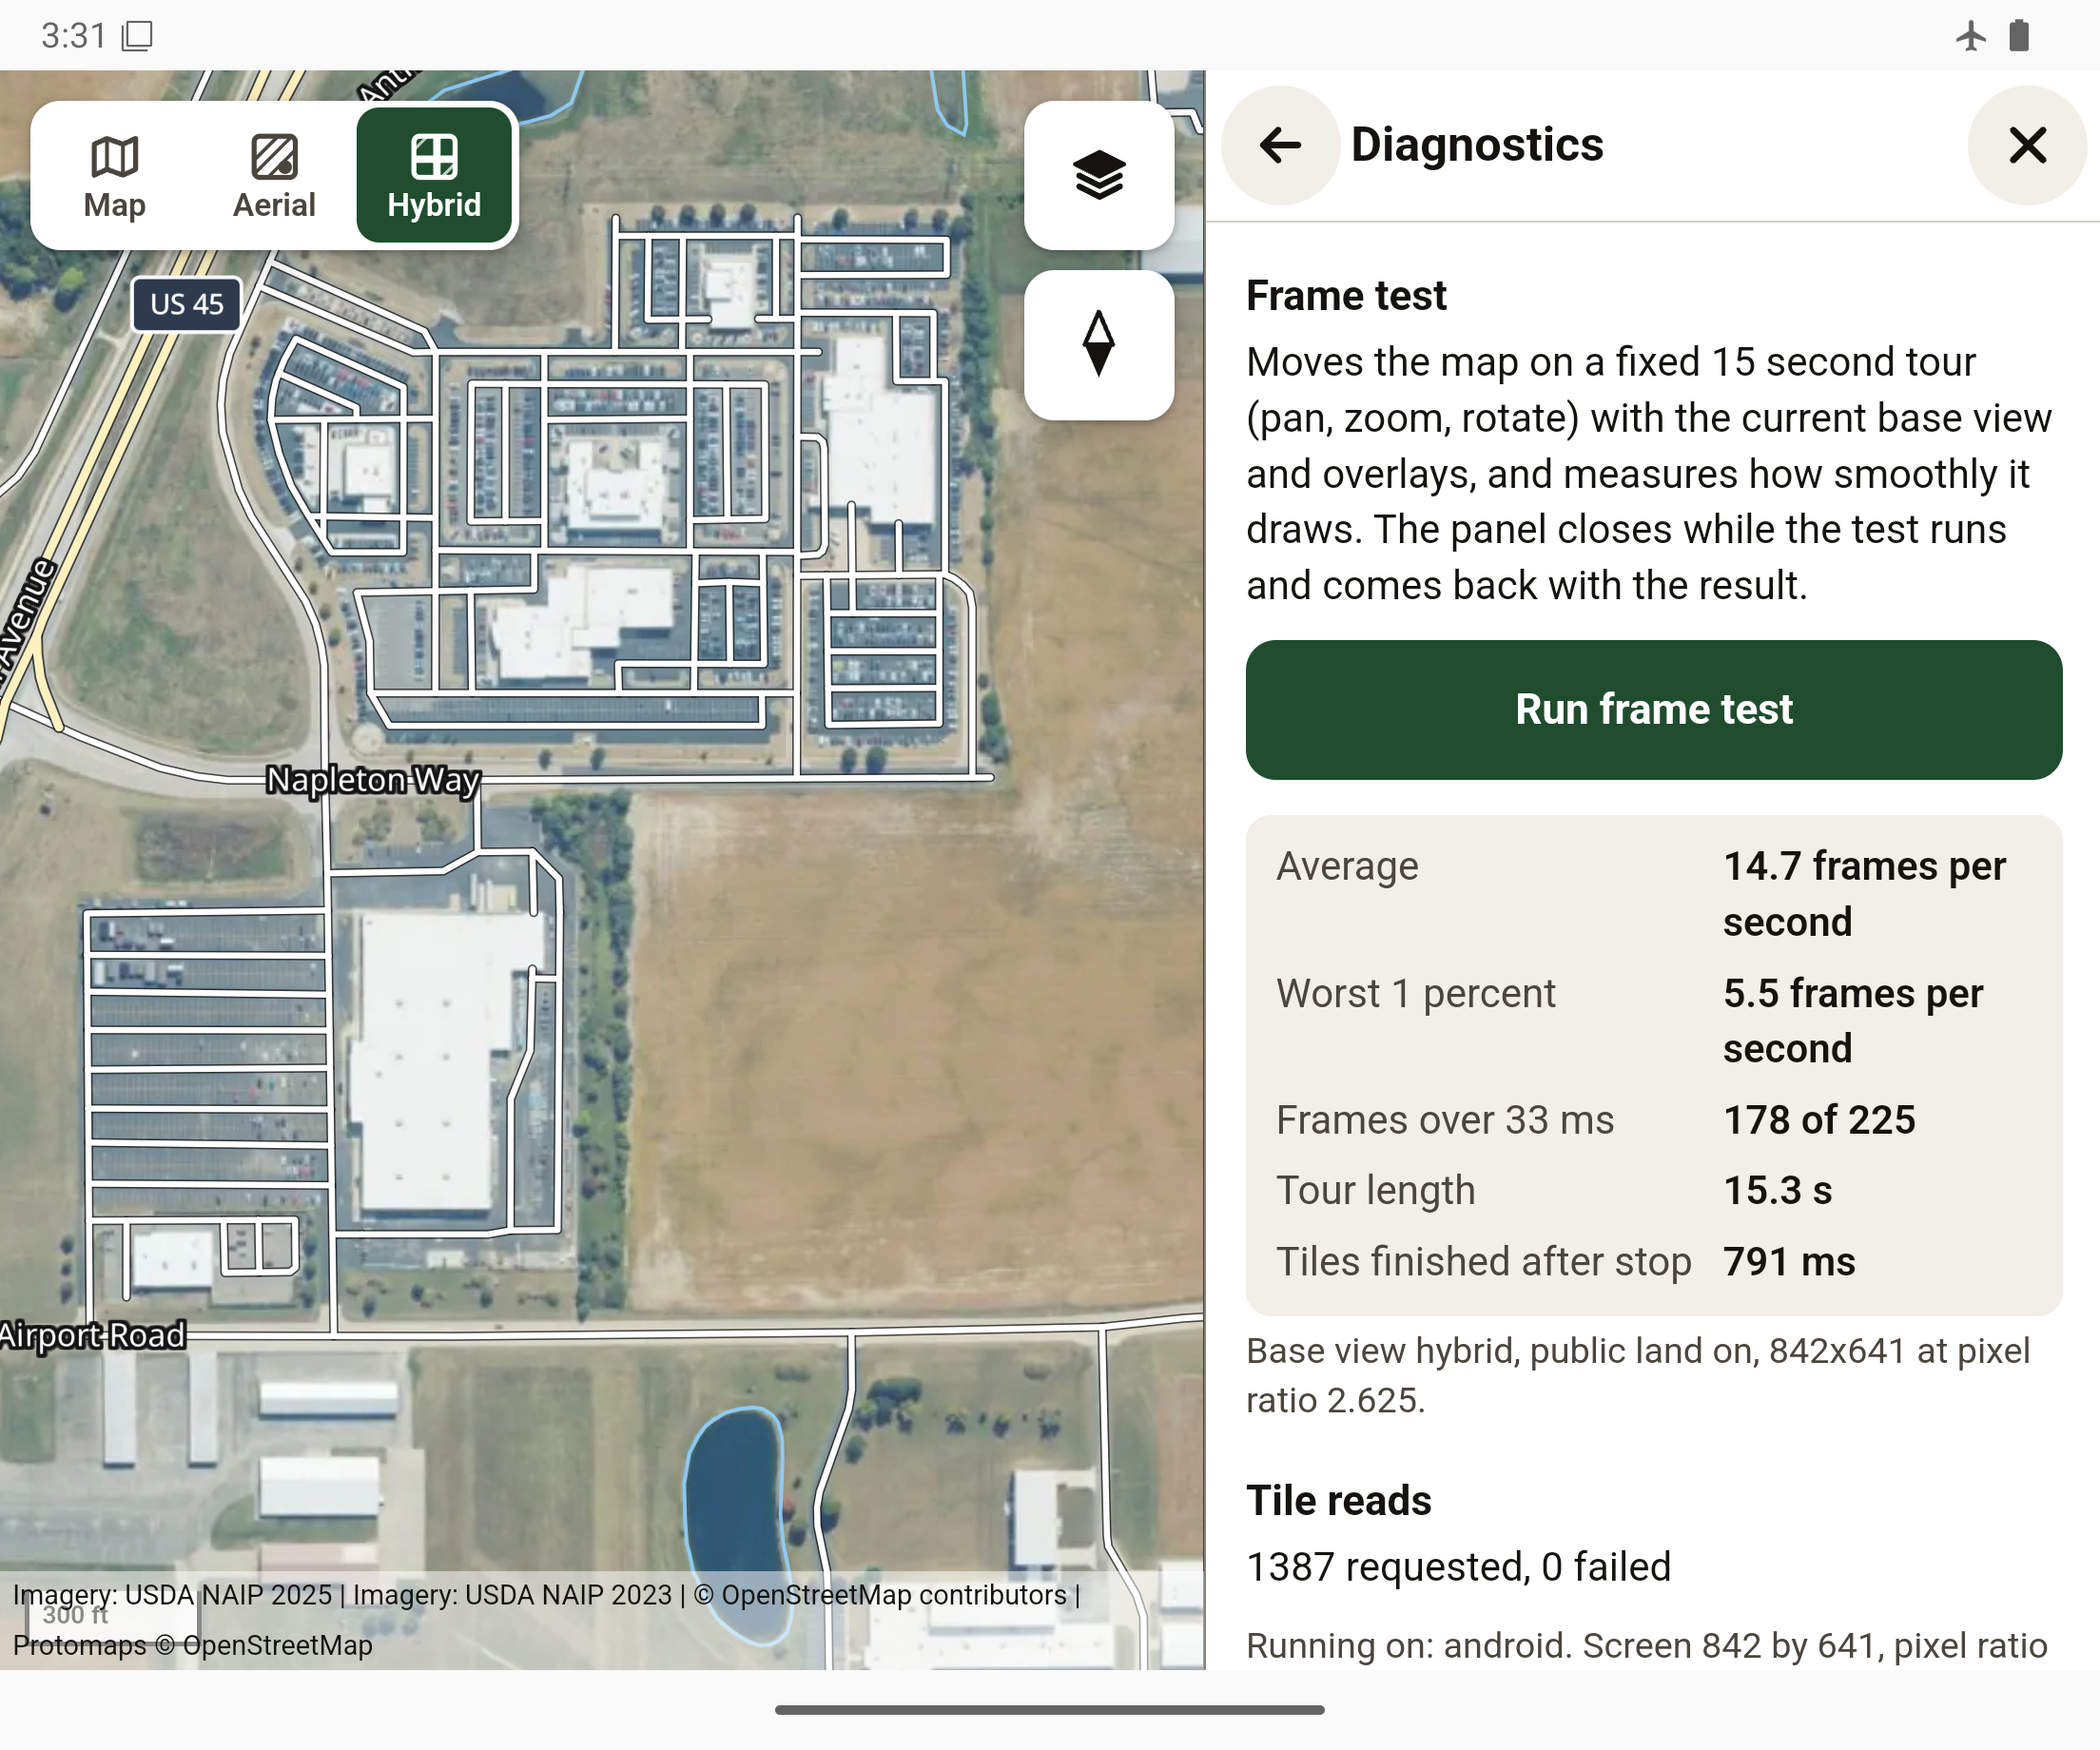 3:31
Map
Aerial
Hybrid
US 45
Avenue
Napleton Way
Airport Road
300 ft
Imagery: USDA NAIP 2025 | Imagery: USDA NAIP 2023 | © OpenStreetMap contributors |
Protomaps © OpenStreetMap
Diagnostics
Frame test
Moves the map on a fixed 15 second tour
(pan, zoom, rotate) with the current base view
and overlays, and measures how smoothly it
draws. The panel closes while the test runs
and comes back with the result.
Run frame test
Average 14.7 frames per
second
Worst 1 percent 5.5 frames per
second
Frames over 33 ms 178 of 225
Tour length 15.3 s
Tiles finished after stop 791 ms
Base view hybrid, public land on, 842x641 at pixel
ratio 2.625.
Tile reads
1387 requested, 0 failed
Running on: android. Screen 842 by 641, pixel ratio